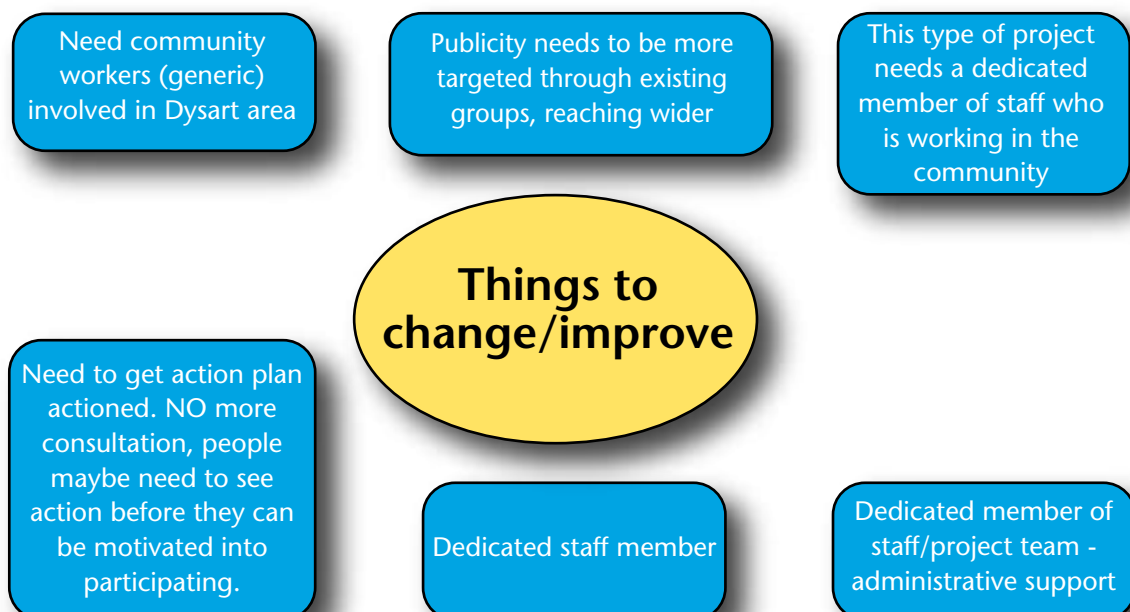 Need community
workers (generic)
involved in Dysart area
Publicity needs to be more
targeted through existing
groups, reaching wider
This type of project
needs a dedicated
member of staff who
is working in the
community
Things to
change/improve
Need to get action plan
actioned. NO more
consultation, people
maybe need to see
action before they can
be motivated into
participating.
Dedicated staff member
Dedicated member of
staff/project team -
administrative support